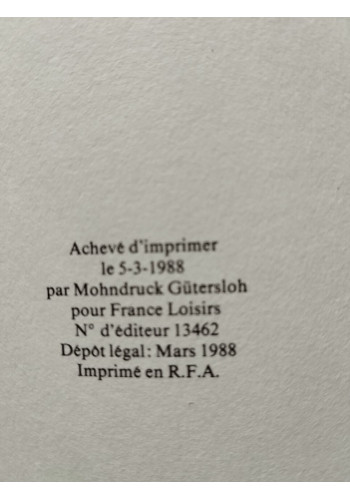 Achevé d'imprimer
le 5-3-1988
par Mohndruck Gütersloh
pour France Loisirs
N° d'éditeur 13462
Dépôt légal: Mars 1988
Imprimé en R.F.A.